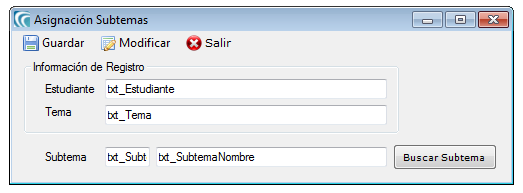 Asignación Subtemas
Guardar Modificar Salir
Información de Registro
Estudiante txt_Estudiante
Tema txt_Tema
Subtema txt_Subt txt_SubtemaNombre Buscar Subtema